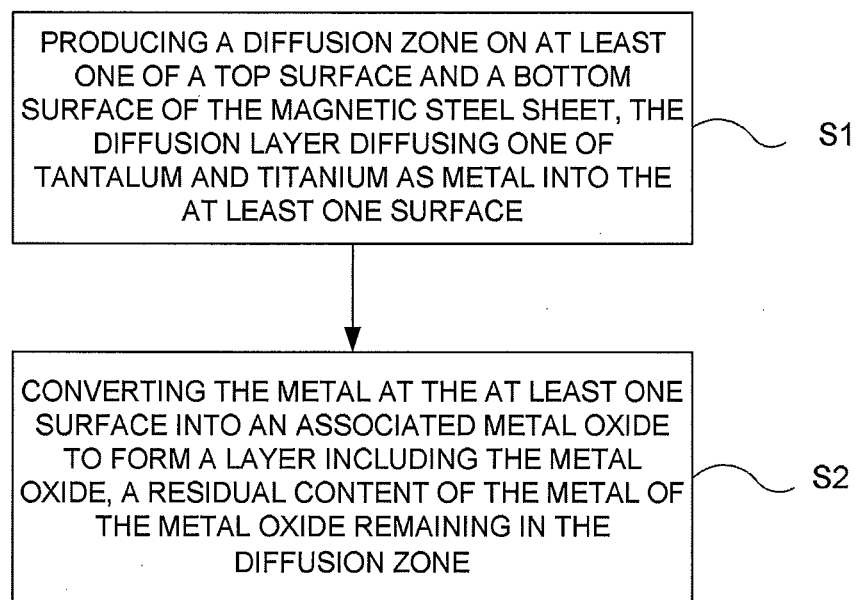 PRODUCING A DIFFUSION ZONE ON AT LEAST
ONE OF A TOP SURFACE AND A BOTTOM
SURFACE OF THE MAGNETIC STEEL SHEET, THE
DIFFUSION LAYER DIFFUSING ONE OF
TANTALUM AND TITANIUM AS METAL INTO THE
AT LEAST ONE SURFACE
S1
CONVERTING THE METAL AT THE AT LEAST ONE
SURFACE INTO AN ASSOCIATED METAL OXIDE
TO FORM A LAYER INCLUDING THE METAL
OXIDE, A RESIDUAL CONTENT OF THE METAL OF
THE METAL OXIDE REMAINING IN THE
DIFFUSION ZONE
S2